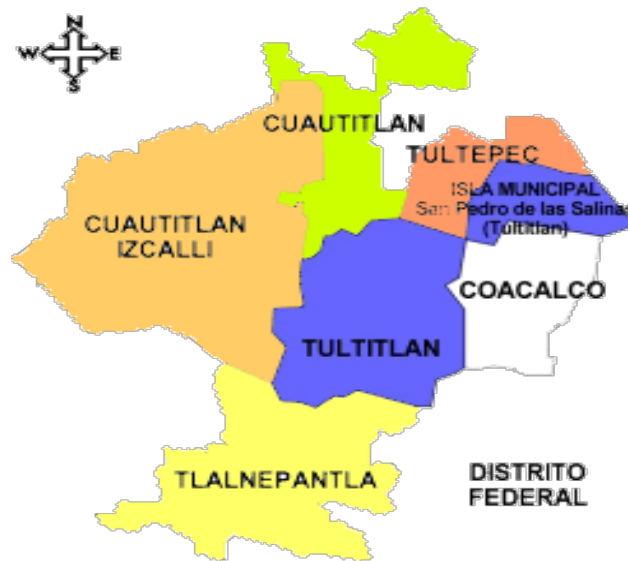 N
W E
S
CUAUTITLAN
TULTEPEC
ISLA MUNICIPAL
San Pedro de las Salinas
(Tultitlan)
CUAUTITLAN
IZCALLI
COACALCO
TULTITLAN
TLALNEPANTLA
DISTRITO
FEDERAL